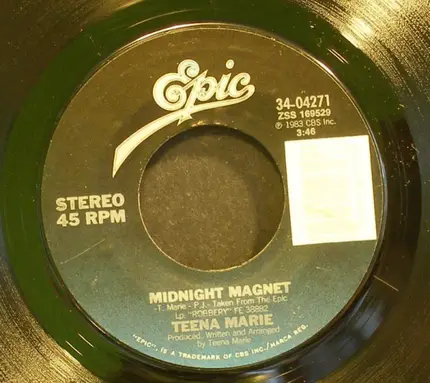 Epic
34-04271
ZSS 169529
℗ 1983 CBS Inc.
3:46
STEREO
45 RPM
MIDNIGHT MAGNET
-T. Marie - P.J.- Taken From The Epic
Lp. "ROBBERY" FE 38882
TEENA MARIE
Produced, Written and Arranged
by Teena Marie
"EPIC", IS A TRADEMARK OF CBS INC./MARCA REG.